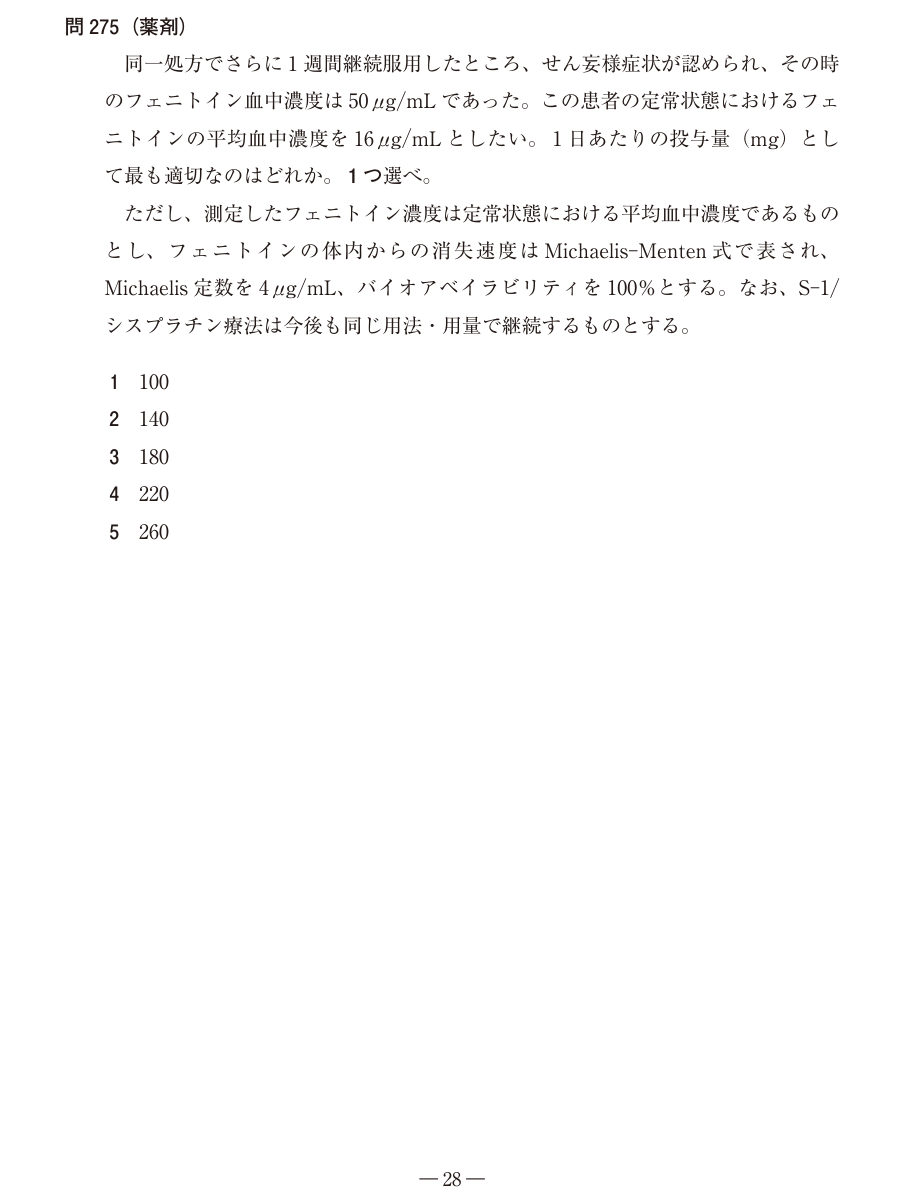 問 275（薬剤）
同一処方でさらに1週間継続服用したところ、せん妄様症状が認められ、その時
のフェニトイン血中濃度は 50 μg/mL であった。この患者の定常状態におけるフェ
ニトインの平均血中濃度を 16 μg/mL としたい。1日あたりの投与量（mg）とし
て最も適切なのはどれか。1つ選べ。
ただし、測定したフェニトイン濃度は定常状態における平均血中濃度であるもの
とし、フェニトインの体内からの消失速度は Michaelis-Menten 式で表され、
Michaelis 定数を 4 μg/mL、バイオアベイラビリティを 100％とする。なお、S-1/
シスプラチン療法は今後も同じ用法・用量で継続するものとする。
1 100
2 140
3 180
4 220
5 260
― 28 ―